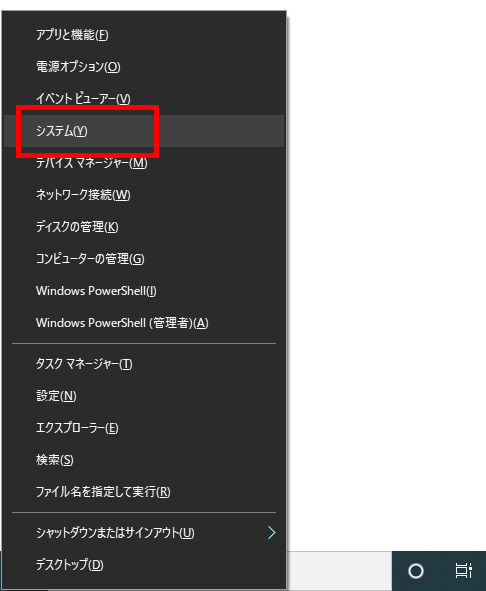 アプリと機能(F)
電源オプション(O)
イベント ビューアー(V)
システム(Y)
デバイス マネージャー(M)
ネットワーク接続(W)
ディスクの管理(K)
コンピューターの管理(G)
Windows PowerShell(I)
Windows PowerShell (管理者)(A)
タスク マネージャー(T)
設定(N)
エクスプローラー(E)
検索(S)
ファイル名を指定して実行(R)
シャットダウンまたはサインアウト(U)
デスクトップ(D)